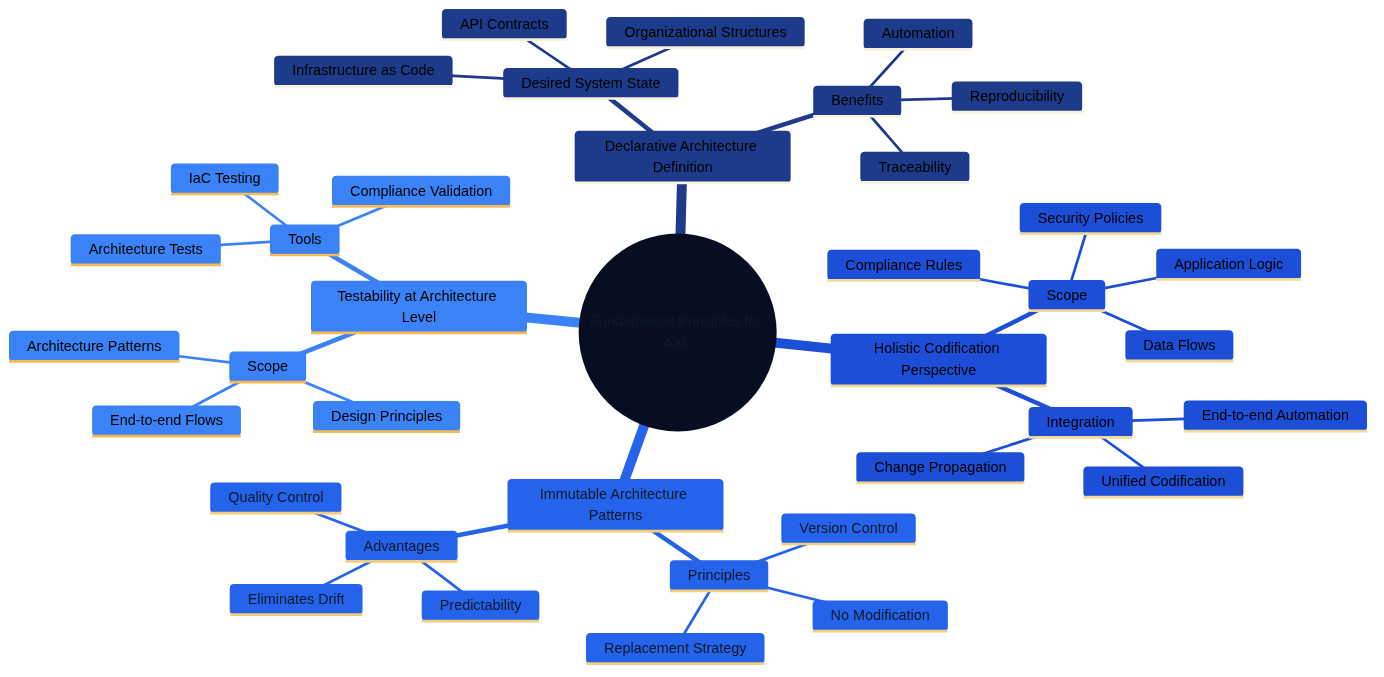 API Contracts
Organizational Structures
Automation
Infrastructure as Code
Desired System State
Benefits
Reproducibility
Declarative Architecture
Definition
Traceability
IaC Testing
Compliance Validation
Tools
Architecture Tests
Testability at Architecture
Level
Architecture Patterns
Scope
End-to-end Flows
Design Principles
Fundamental Principles for
AaC
Security Policies
Compliance Rules
Application Logic
Scope
Data Flows
Holistic Codification
Perspective
Integration
End-to-end Automation
Change Propagation
Unified Codification
Immutable Architecture
Patterns
Quality Control
Advantages
Eliminates Drift
Predictability
Version Control
Principles
No Modification
Replacement Strategy